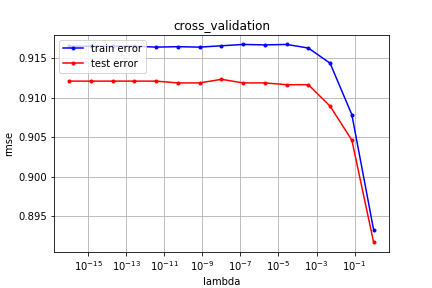 cross_validation
train error
test error
0.915
0.910
0.905
0.900
0.895
rmse
10⁻¹⁵ 10⁻¹³ 10⁻¹¹ 10⁻⁹ 10⁻⁷ 10⁻⁵ 10⁻³ 10⁻¹
lambda